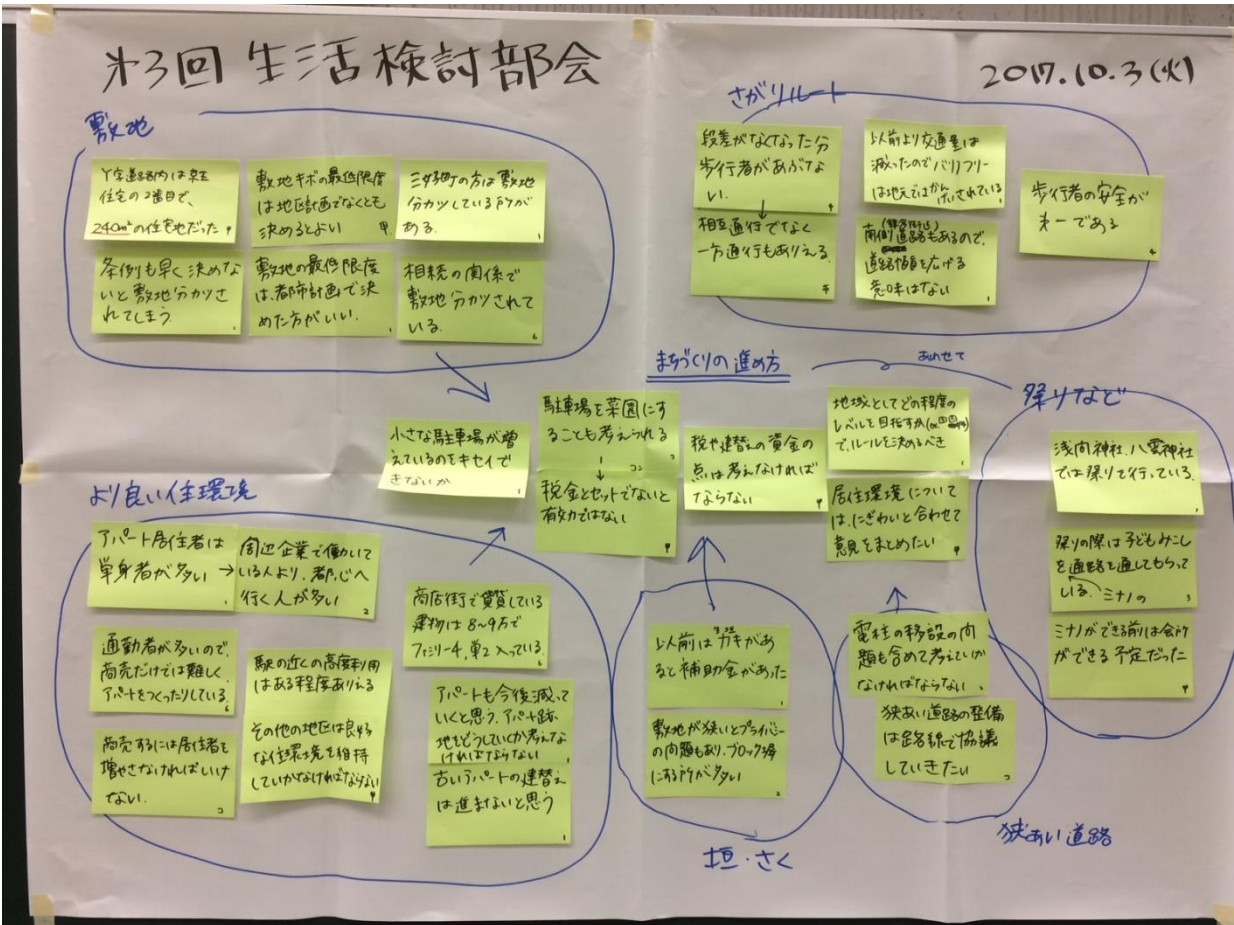 第3回 生活検討部会
2017.10.3(火)
敷地
Y字道路内は
住宅の2番目で、
240m²の住宅地だった
敷地キボの最低限度
は地区計画でなくとも
決めるとよい
の方は敷地
分カツしている所が
ある.
条例も早く決めな
いと敷地分カツさ
れてしまう.
敷地の最低限度
は、都市計画で決
めた方がいい.
相続の関係で
敷地分カツされて
いる.
さがりルート
段差がなくなった分
歩行者があぶな
い.
相互通行でなく
一方通行もありえる
以前より交通量は
減ったのでバリフリー
は地元ではかんげいされている
南側道路もあるので、
道路幅員を広げる
意味はない
歩行者の安全が
第一である
まちづくりの進め方
あわせて
小さな駐車場が増
えているのをキセイで
きないか
駐車場を菜園にす
ることも考えられる
税金とセットでないと
有効ではない
税や建替えの資金の
点は考えなければ
ならない
地域としてどの程度の
レベルを目指すか
で、ルールを決めるべき
居住環境について
は、にぎわいと合わせて
意見をまとめたい
祭りなど
浅間神社、八雲神社
では祭りを行っている.
祭りの際は子どもみこし
を通路を通してもらって
いる. ミナノの
ミナノができる前は会所
ができる予定だった
より良い住環境
アパート居住者は
単身者が多い
→ 周辺企業で働いて
いる人より、都心へ
行く人が多い
通勤者が多いので、
商売だけでは難しく
アパートをつくったりしている.
商売するには居住者を
増やさなければいけ
ない.
駅の近くの高度利用
はある程度ありえる
その他の地区は良好
な住環境を維持
していかなければならない
商店街で賃貸している
建物は8~9万で
ファミリー4, 単2 入っている.
アパートも今後減って
いくと思う. アパート跡
地をどうしていくか考えな
ければならない
古いアパートの建替え
は進まないと思う
以前はガキがあ
生垣
ると補助金があった
敷地が狭いとプライバシー
の問題もあり、ブロック塀
にする所が多い
垣・さく
電柱の移設の問
題も含めて考えていか
なければならない.
狭あい道路の整備
は路線で協議
していきたい
狭あい道路